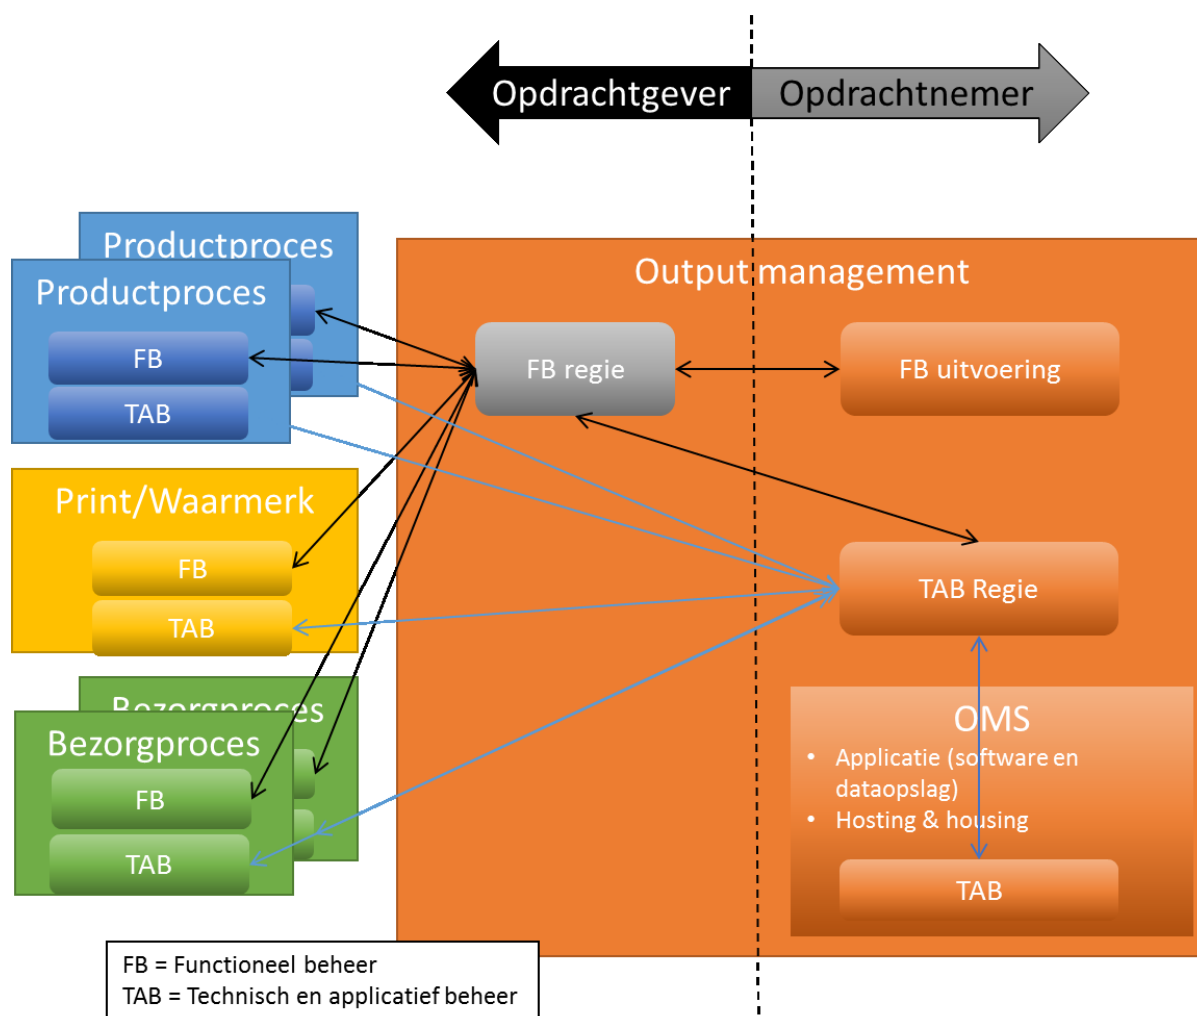 Opdrachtgever
Opdrachtnemer
Productproces
Productproces
FB
TAB
Print/Waarmerk
FB
TAB
Bezorgproces
Bezorgproces
FB
TAB
Output management
FB regie
FB uitvoering
TAB Regie
OMS
• Applicatie (software en
dataopslag)
• Hosting & housing
TAB
FB = Functioneel beheer
TAB = Technisch en applicatief beheer